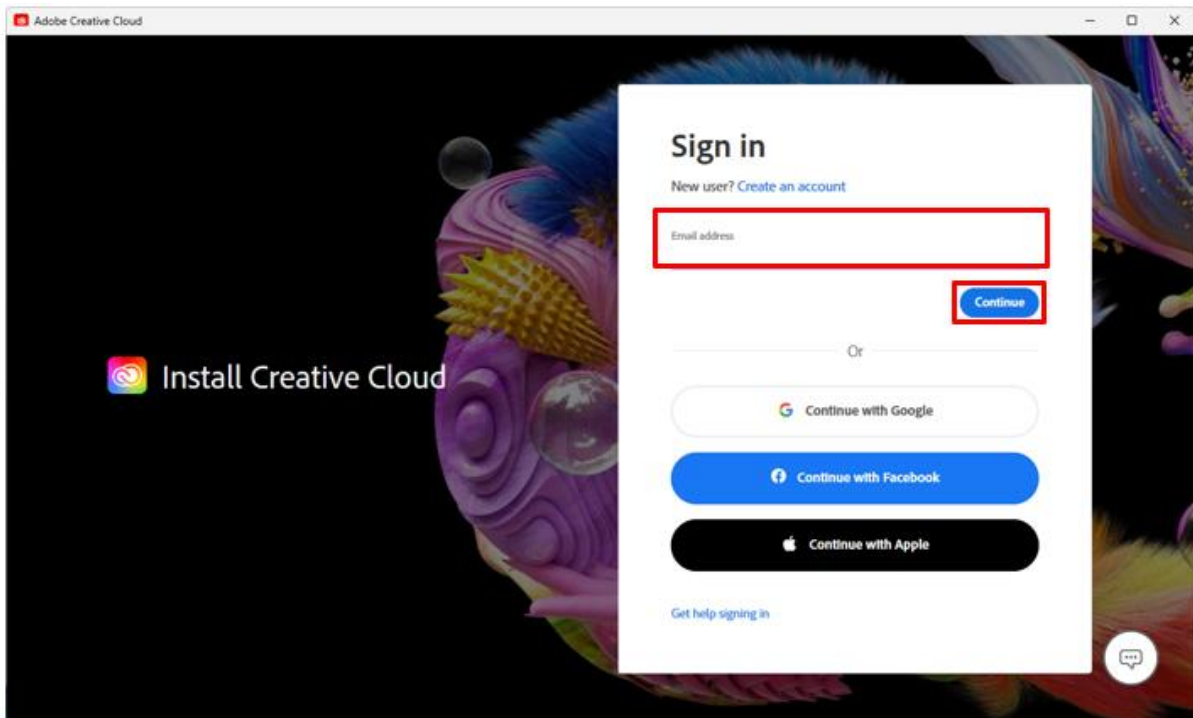 Adobe Creative Cloud
Sign in
New user? Create an account
Email address
Continue
Or
Install Creative Cloud
Continue with Google
Continue with Facebook
Continue with Apple
Get help signing in